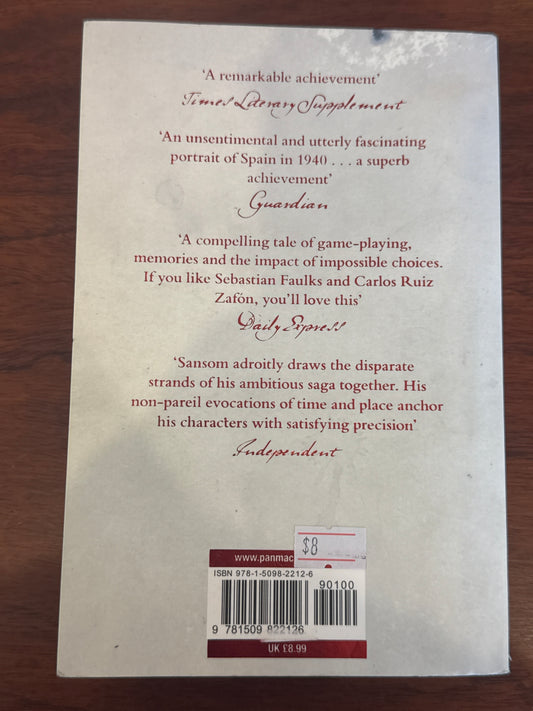 ‘A remarkable achievement’
Times Literary Supplement
‘An unsentimental and utterly fascinating
portrait of Spain in 1940 . . . a superb
achievement’
Guardian
‘A compelling tale of game-playing,
memories and the impact of impossible choices.
If you like Sebastian Faulks and Carlos Ruiz
Zafón, you’ll love this’
Daily Express
‘Sansom adroitly draws the disparate
strands of his ambitious saga together. His
non-pareil evocations of time and place anchor
his characters with satisfying precision’
Independent
$8
www.panmac
ISBN 978-1-5098-2212-6
90100
9 781509 822126
UK £8.99